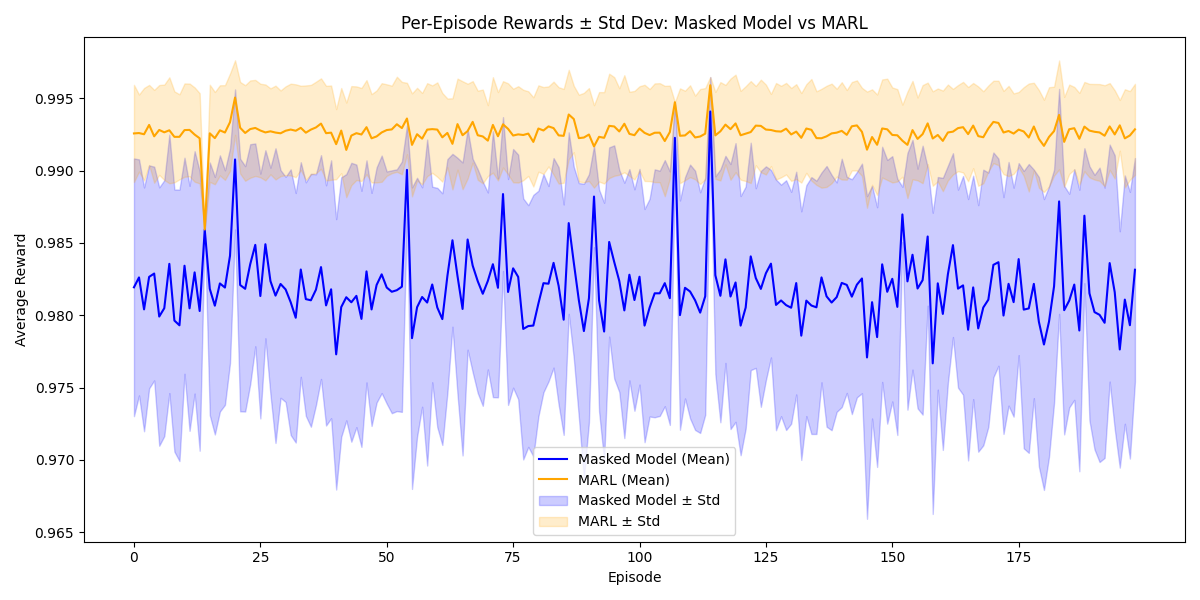 Per-Episode Rewards ± Std Dev: Masked Model vs MARL
Average Reward
0.995
0.990
0.985
0.980
0.975
0.970
0.965
Masked Model (Mean)
MARL (Mean)
Masked Model ± Std
MARL ± Std
0 25 50 75 100 125 150 175
Episode